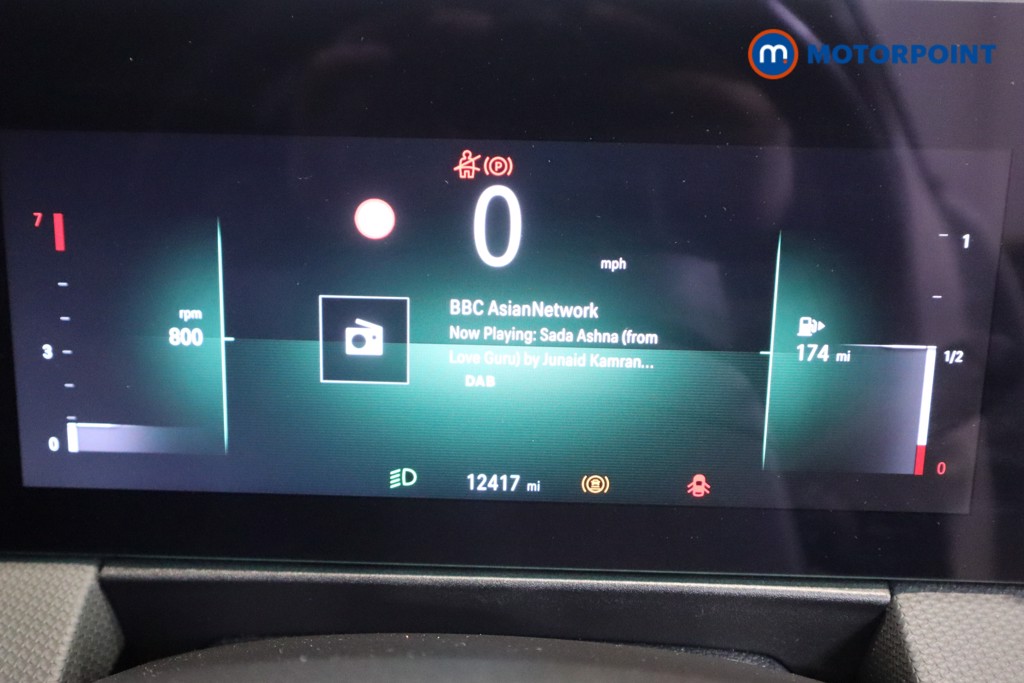 m MOTORPOINT
P
0
mph
7
3
0
rpm
800
BBC AsianNetwork
Now Playing: Sada Ashna (from
Love Guru) by Junaid Kamran...
DAB
174 mi
1
1/2
0
12417 mi